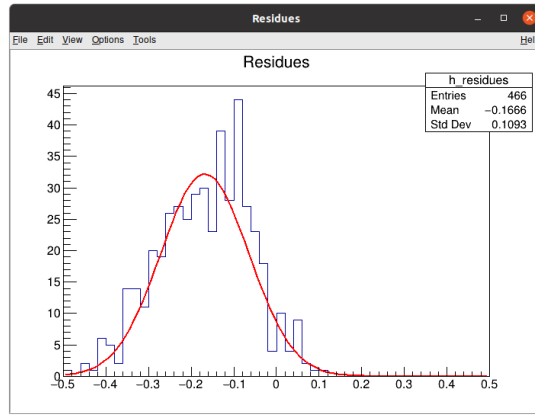 Residues
File Edit View Options Tools Hel
Residues
h_residues
Entries 466
Mean −0.1666
Std Dev 0.1093
45
40
35
30
25
20
15
10
5
0
−0.5 −0.4 −0.3 −0.2 −0.1 0 0.1 0.2 0.3 0.4 0.5